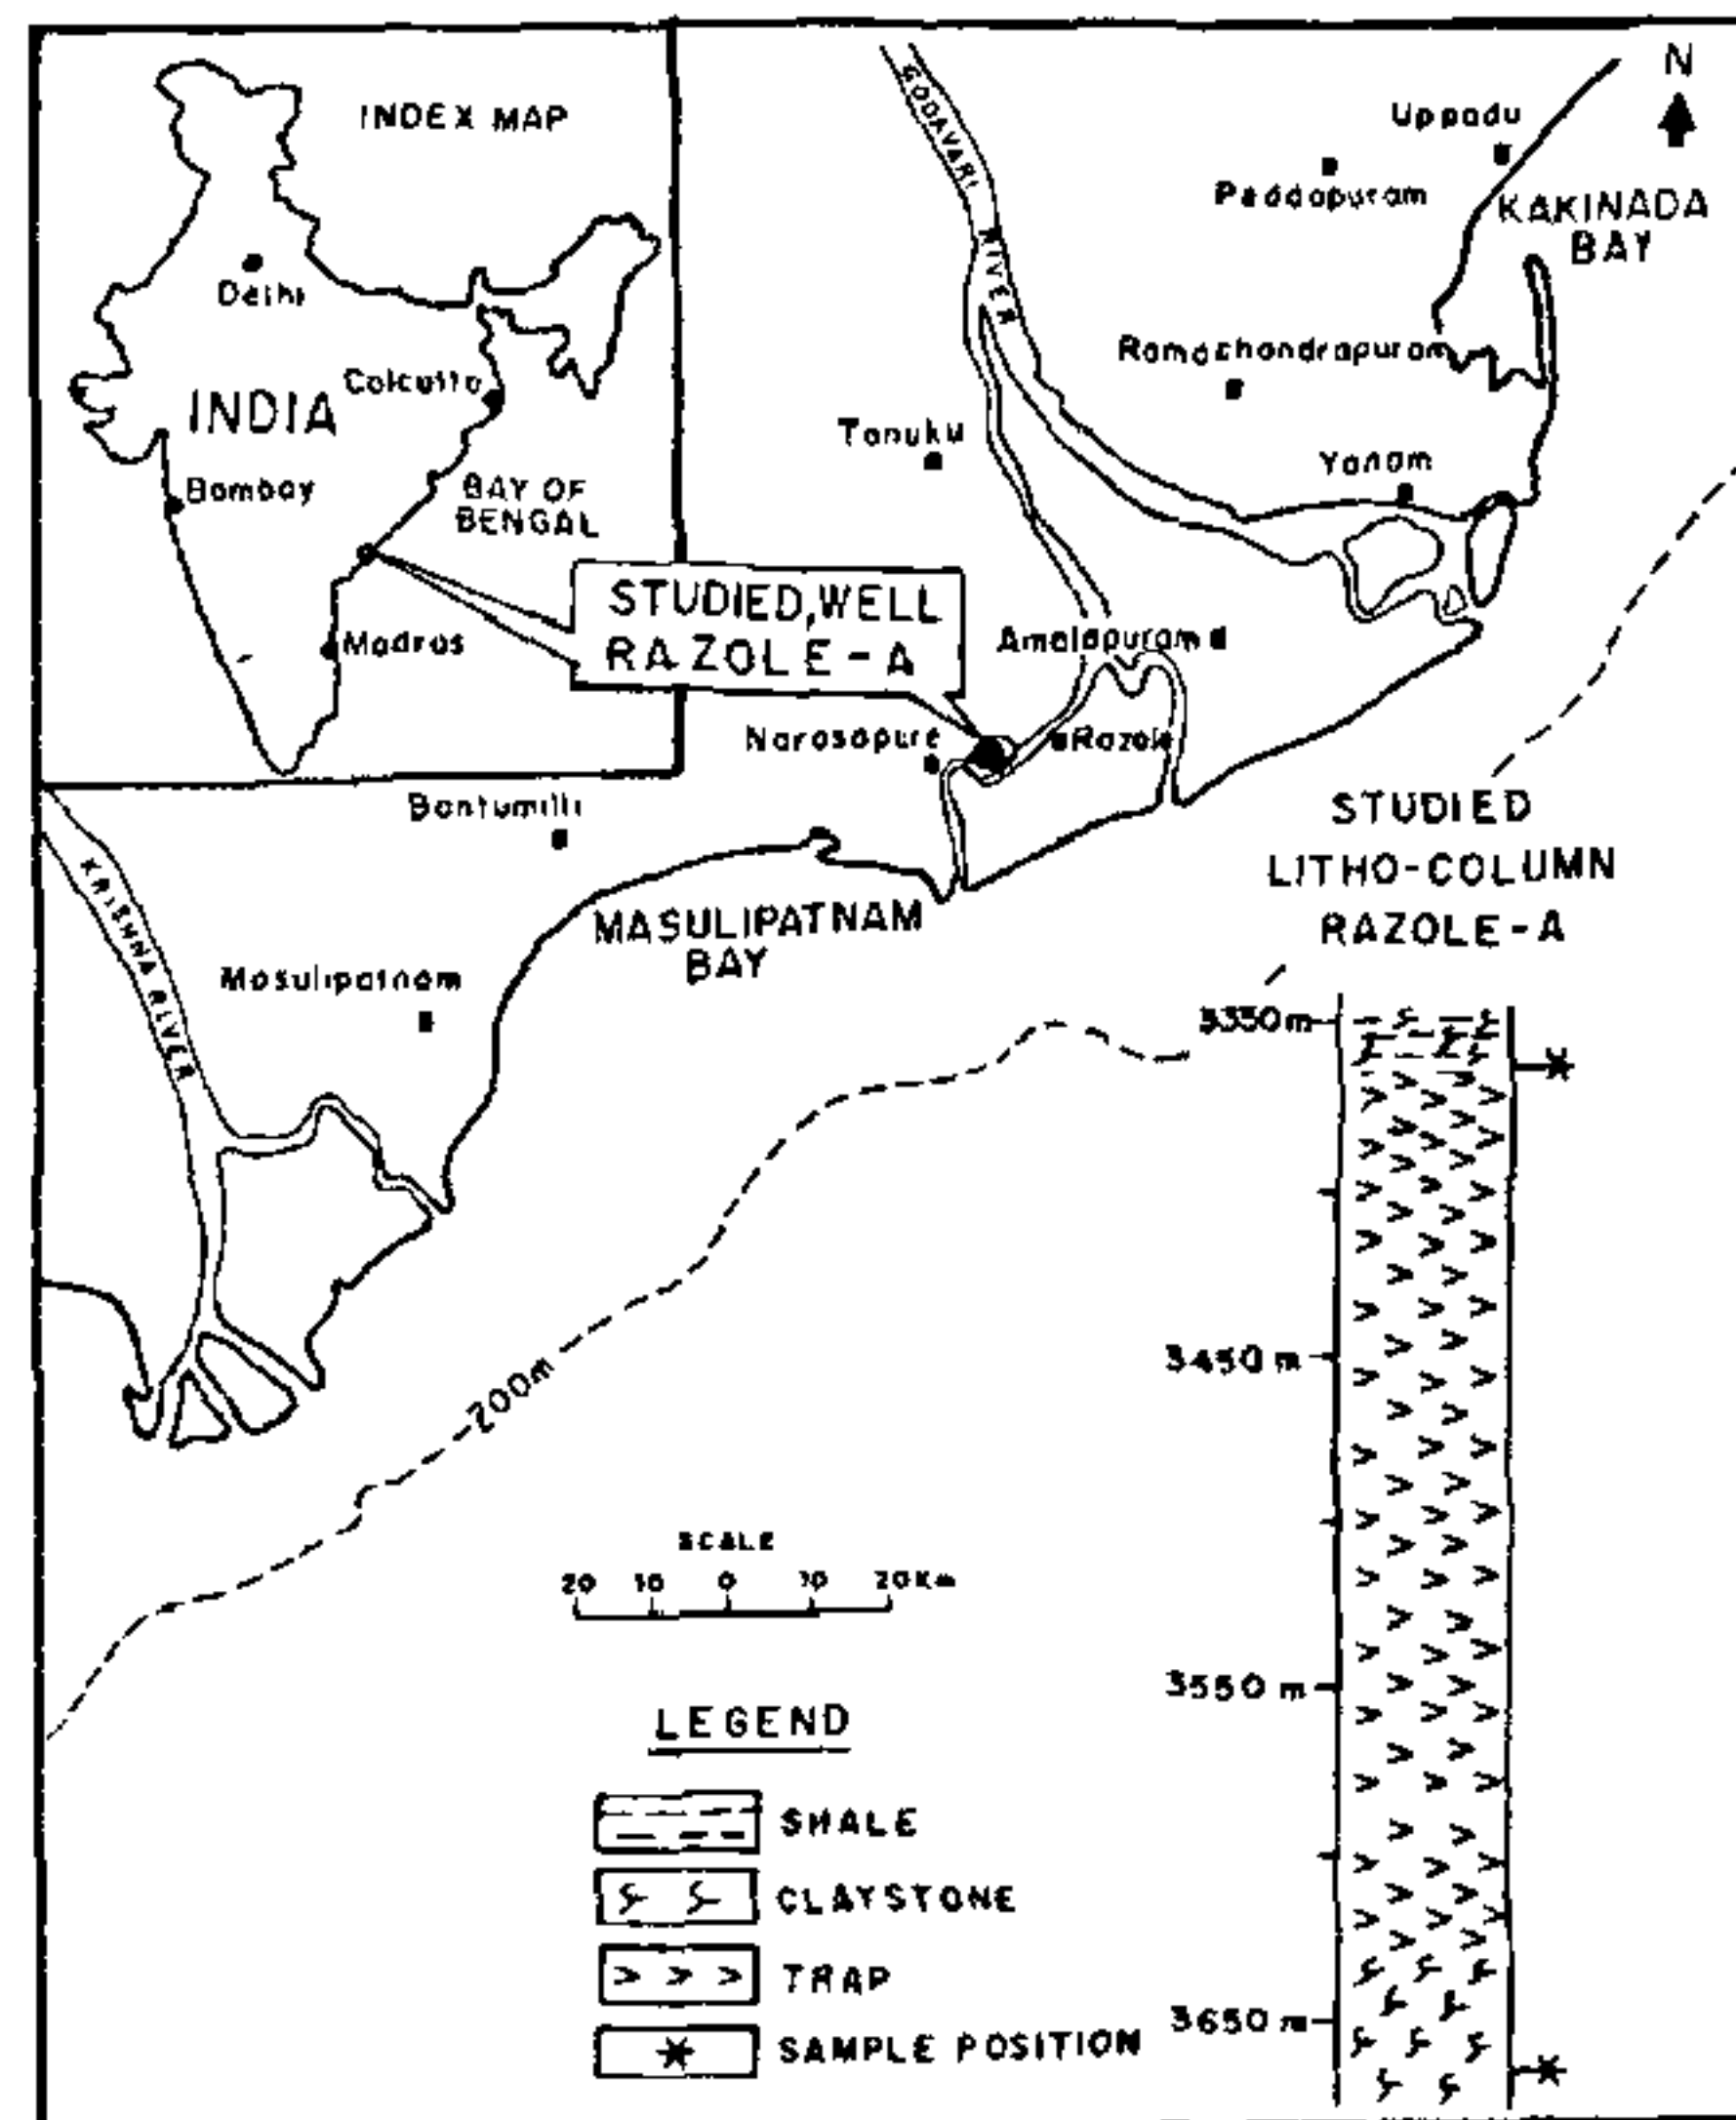 INDEX MAP
Delhi
INDIA
Calcutta
Bombay
BAY OF
BENGAL
Madras
STUDIED WELL
RAZOLE-A
GODAVARI RIVER
N
Uppadu
Peddapuram
KAKINADA
BAY
Ramachandrapuram
Tanuku
Yanam
Amalapuram
Narasapure
Razole
Bantumilli
KRISHNA RIVER
MASULIPATNAM
BAY
Masulipatnam
200m
STUDIED
LITHO-COLUMN
RAZOLE-A
3350m
3450 m
3550 m
3650 m
SCALE
20 10 0 10 20 Km
LEGEND
SHALE
CLAYSTONE
TRAP
SAMPLE POSITION